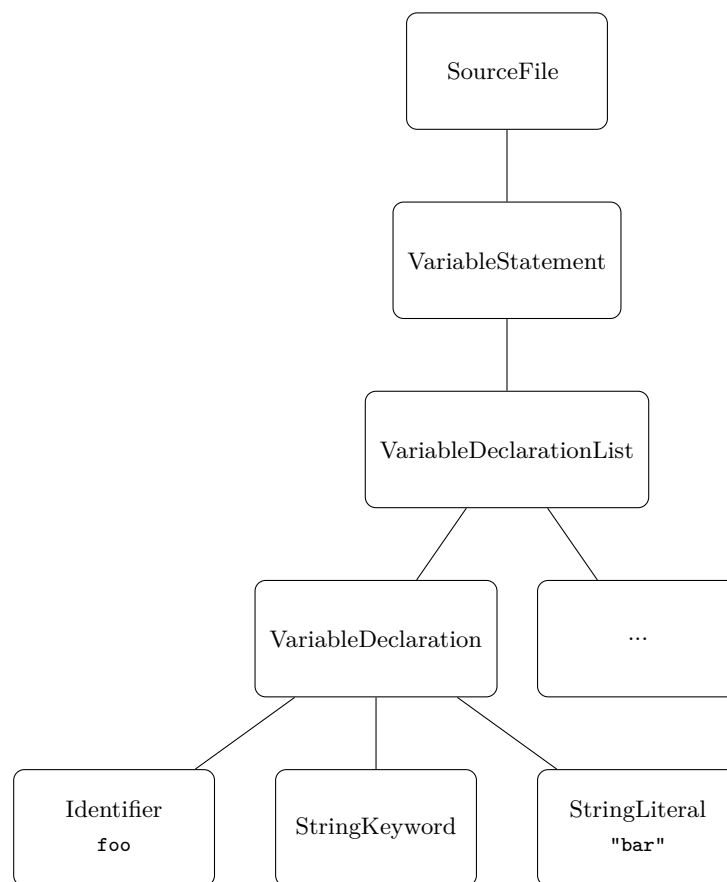 SourceFile
VariableStatement
VariableDeclarationList
VariableDeclaration
...
Identifier
foo
StringKeyword
StringLiteral
"bar"